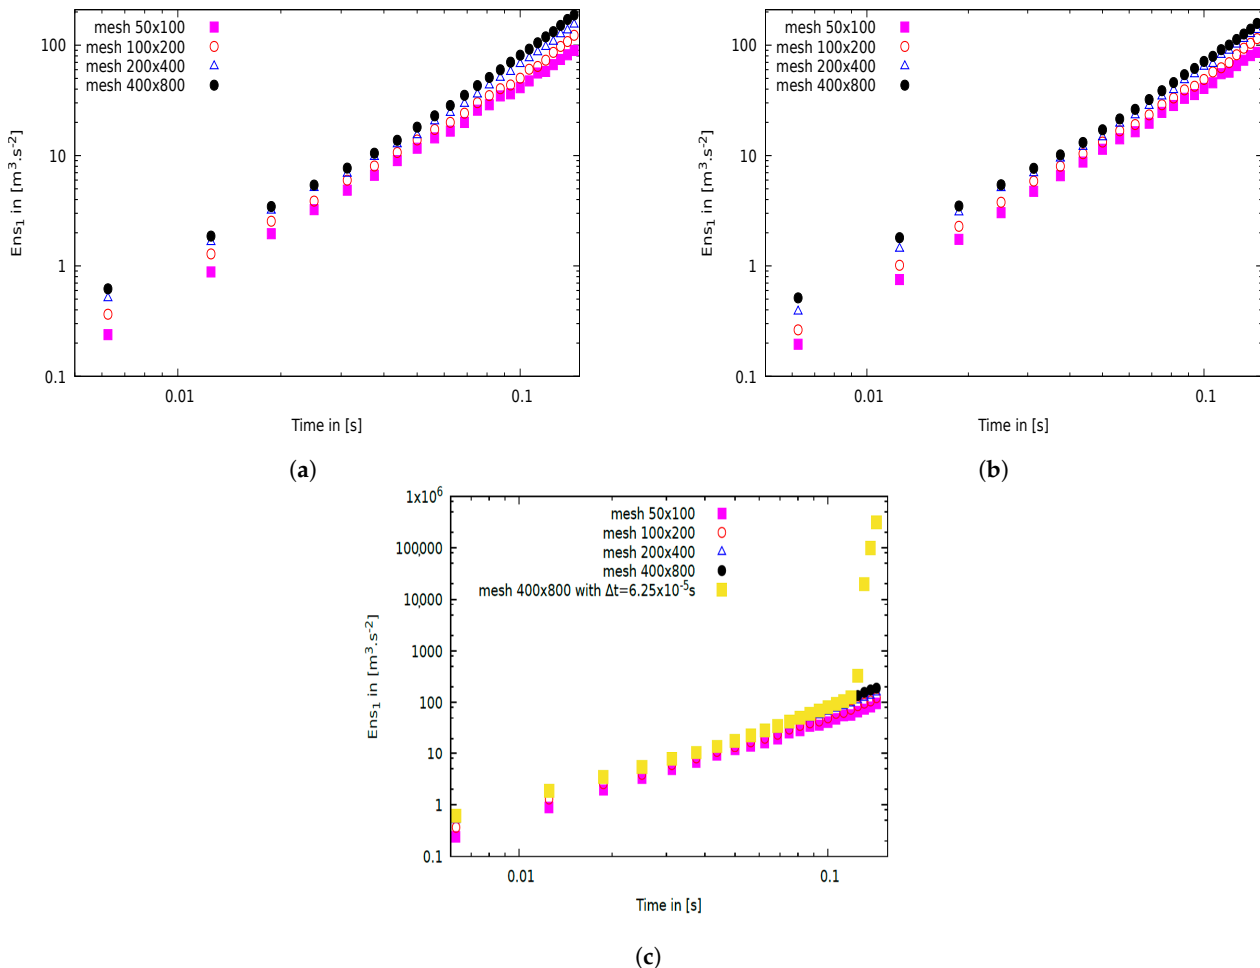 mesh 50x100
mesh 100x200
mesh 200x400
mesh 400x800
100
10
1
0.1
0.01
0.1
Ens₁ in [m³.s⁻²]
Time in [s]
(a)
mesh 50x100
mesh 100x200
mesh 200x400
mesh 400x800
100
10
1
0.1
0.01
0.1
Ens₁ in [m³.s⁻²]
Time in [s]
(b)
mesh 50x100
mesh 100x200
mesh 200x400
mesh 400x800
mesh 400x800 with Δt=6.25x10⁻⁵s
1x10⁶
100000
10000
1000
100
10
1
0.1
0.01
0.1
Ens₁ in [m³.s⁻²]
Time in [s]
(c)